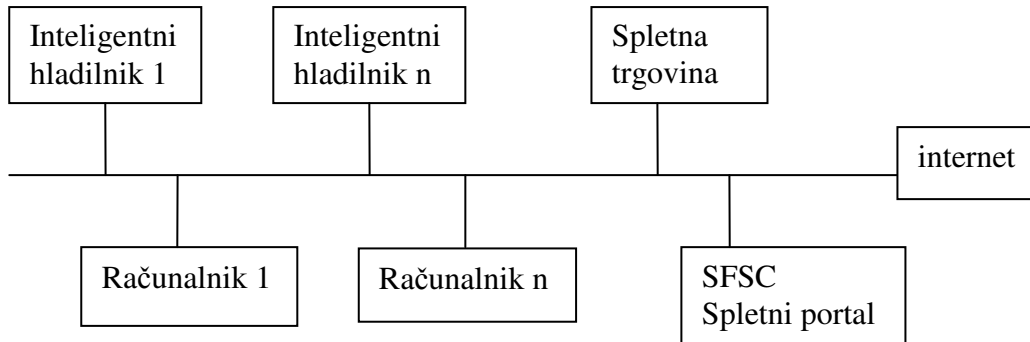 Inteligentni
hladilnik 1
Inteligentni
hladilnik n
Spletna
trgovina
internet
Računalnik 1
Računalnik n
SFSC
Spletni portal